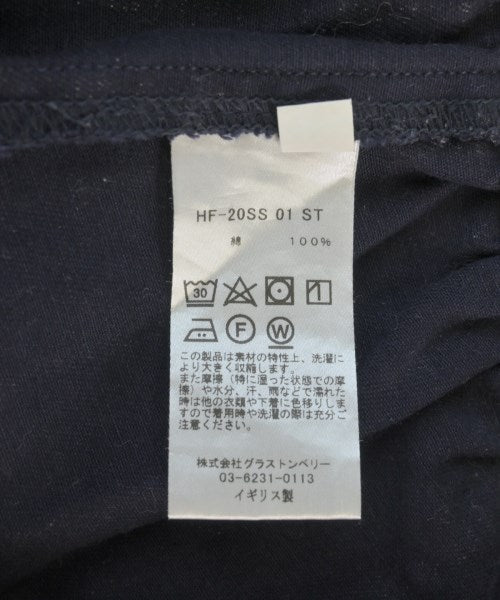 HF-20SS 01 ST
綿 100%
30
F W
この製品は素材の特性上、洗濯に
より大きく収縮します。
また摩擦（特に湿った状態での摩
擦）や水分、汗、雨などで濡れた
時は他の衣類や下着に色移りしま
すので着用時や洗濯の際は充分ご
注意ください。
株式会社グラストンベリー
03-6231-0113
イギリス製